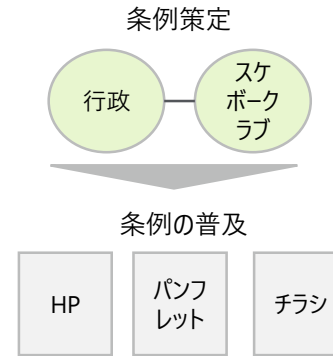 条例策定
行政
スケ
ボーク
ラブ
条例の普及
HP
パンフ
レット
チラシ